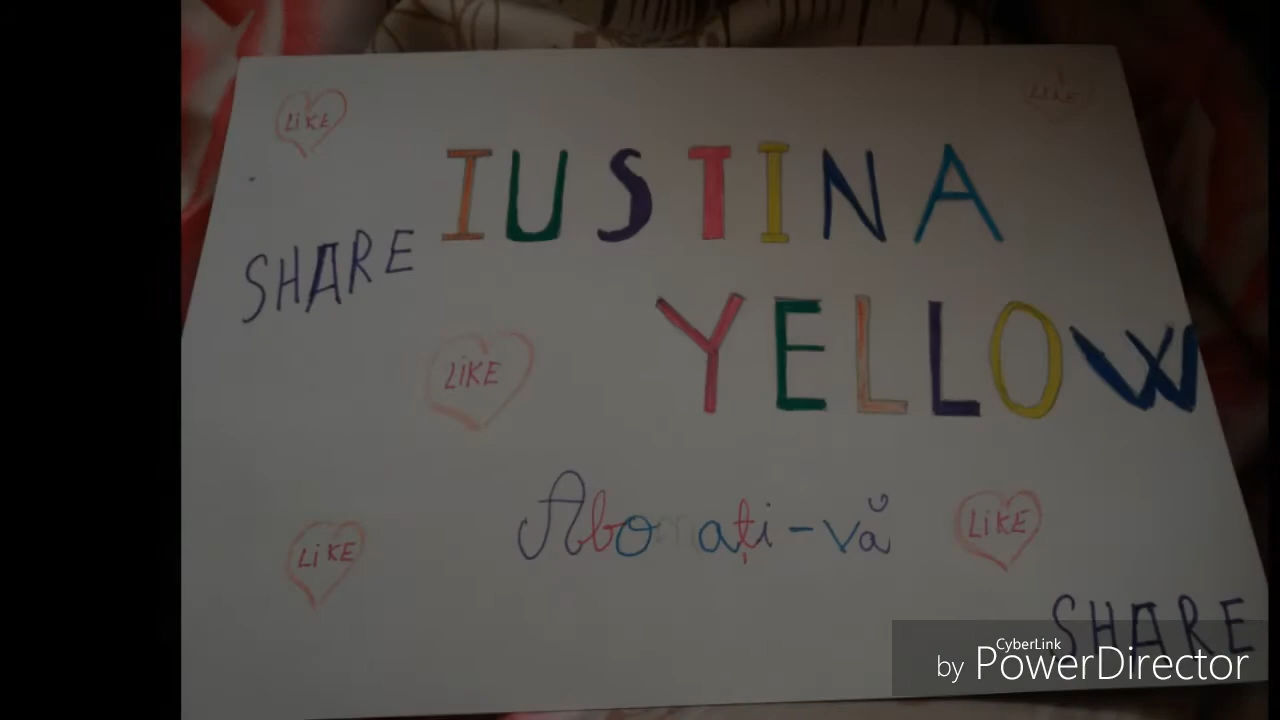 LIKE
LIKE
IUSTINA
SHARE
YELLOW
LIKE
Abonați-vă
LIKE
LIKE
SHARE
CyberLink
by PowerDirector